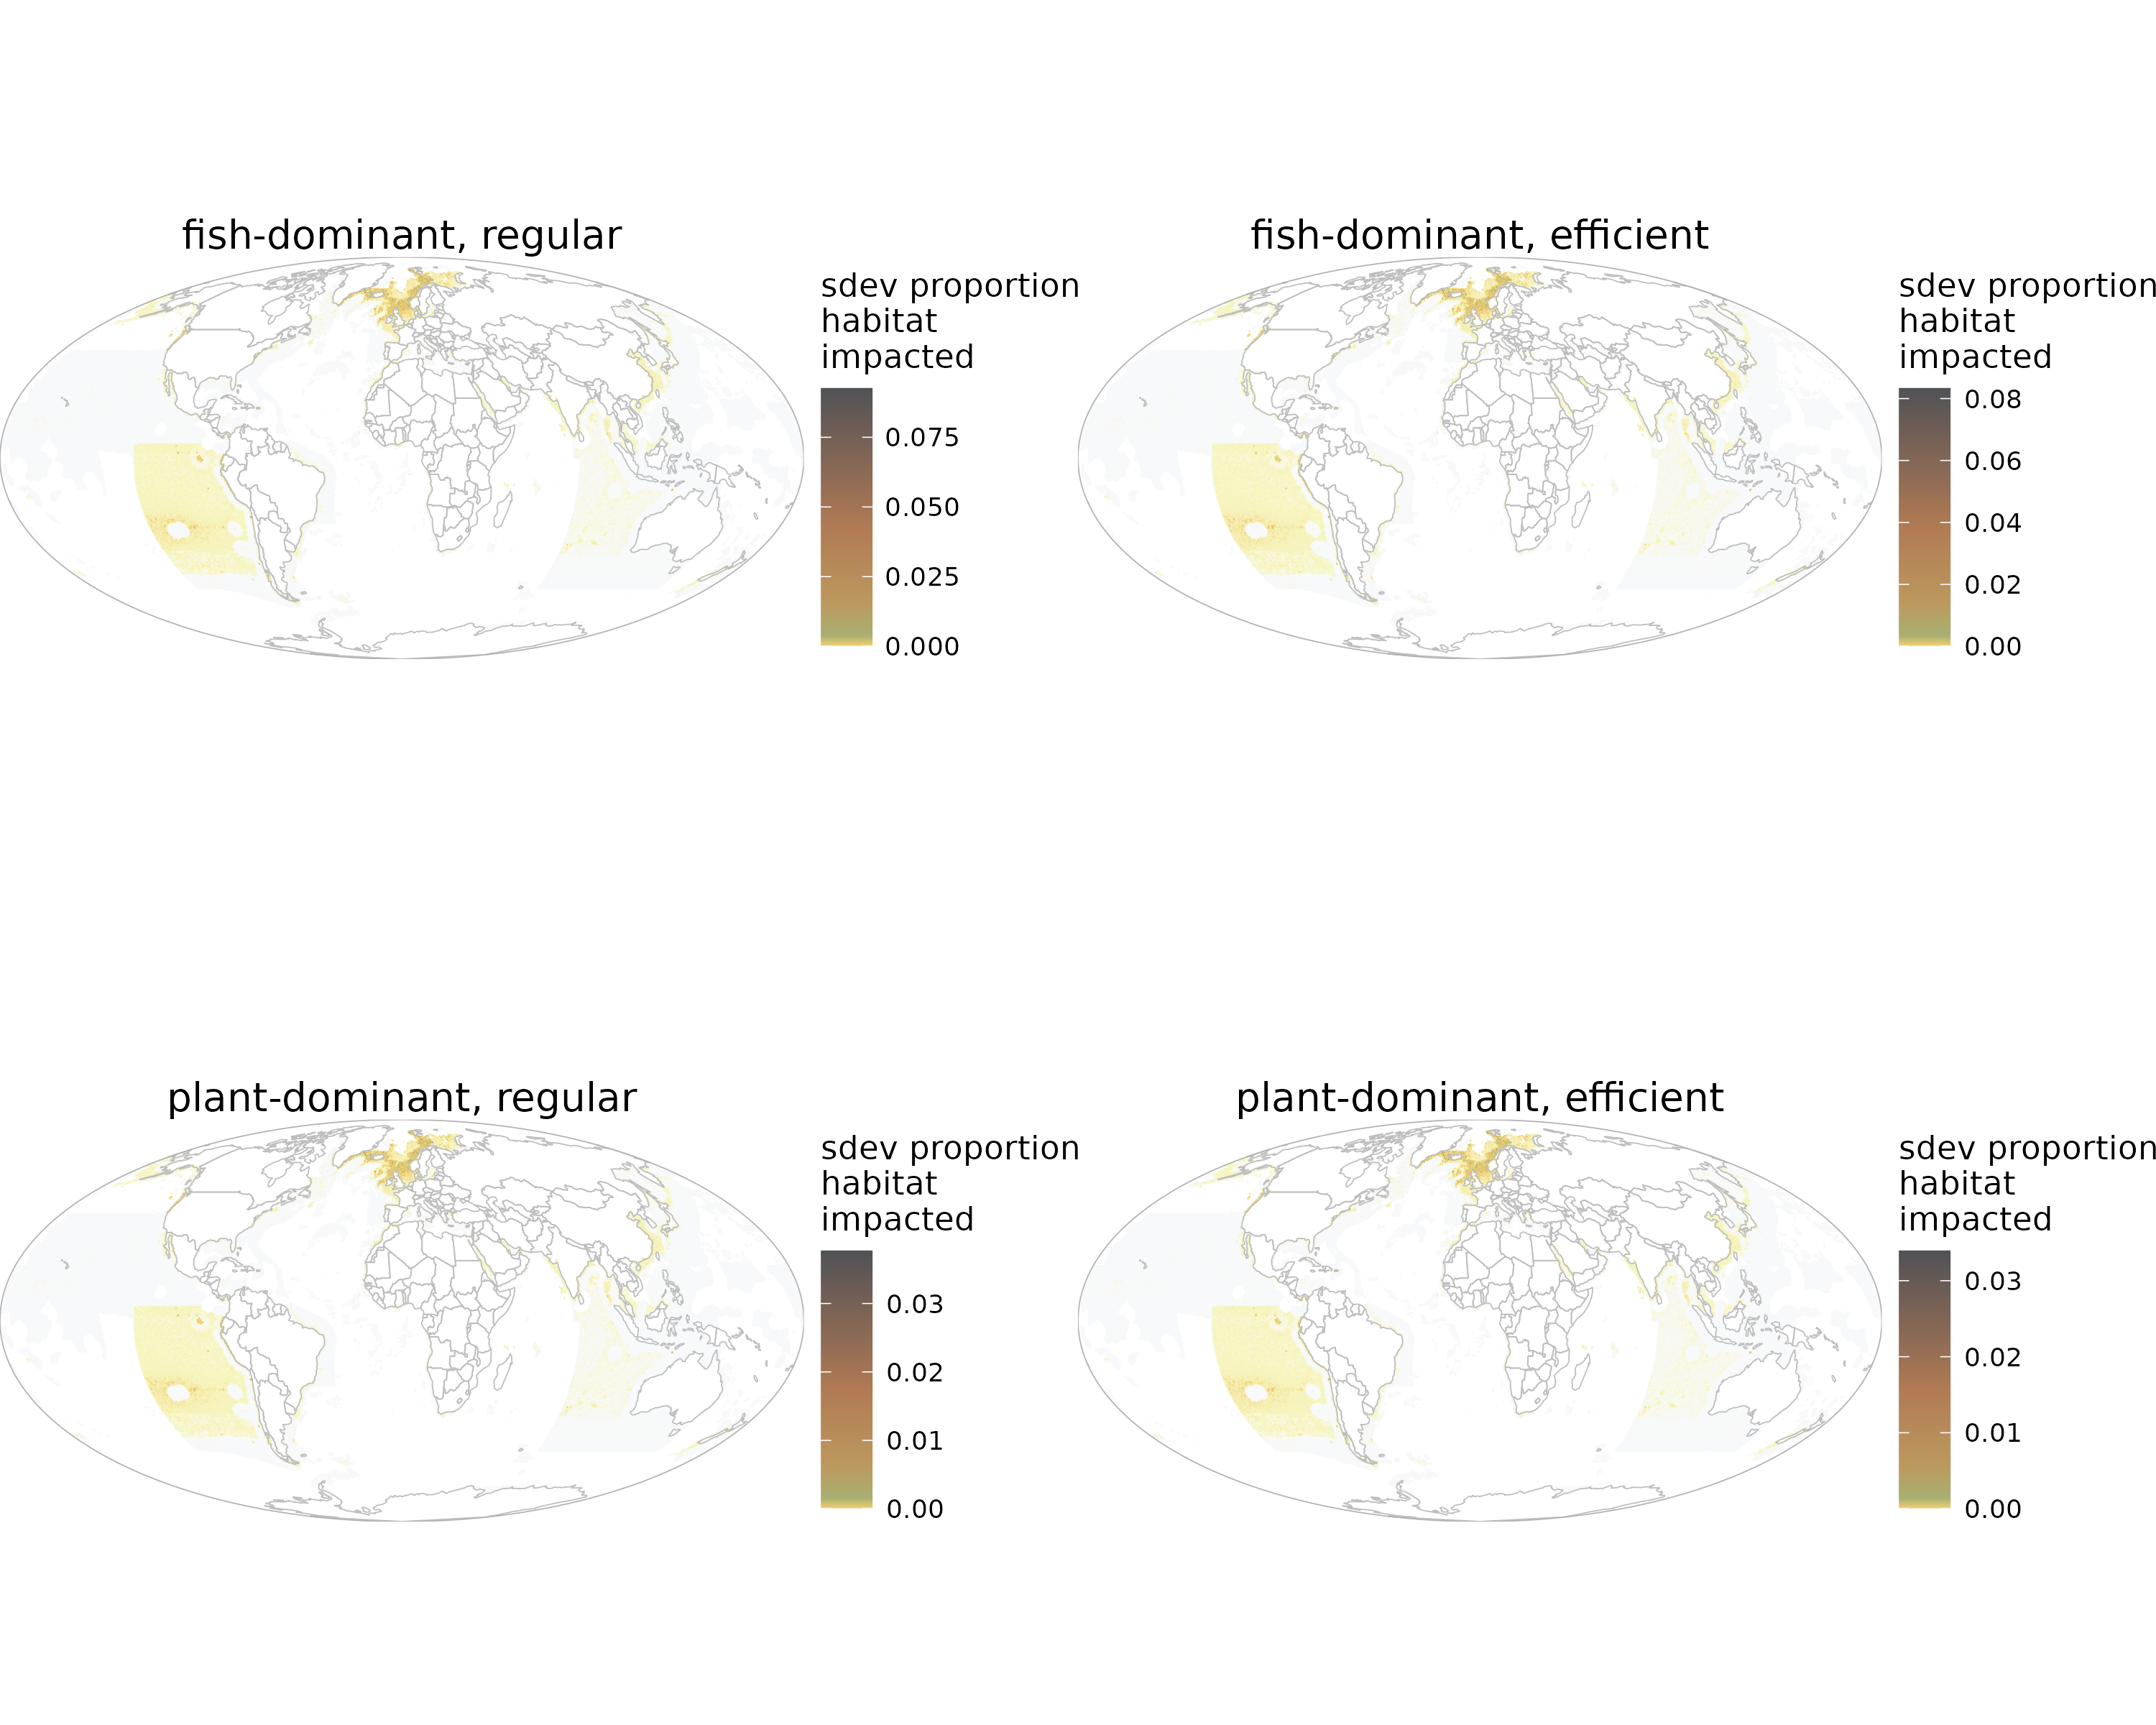 fish-dominant, regular
sdev proportion
habitat
impacted
0.075
0.050
0.025
0.000
fish-dominant, efficient
sdev proportion
habitat
impacted
0.08
0.06
0.04
0.02
0.00
plant-dominant, regular
sdev proportion
habitat
impacted
0.03
0.02
0.01
0.00
plant-dominant, efficient
sdev proportion
habitat
impacted
0.03
0.02
0.01
0.00